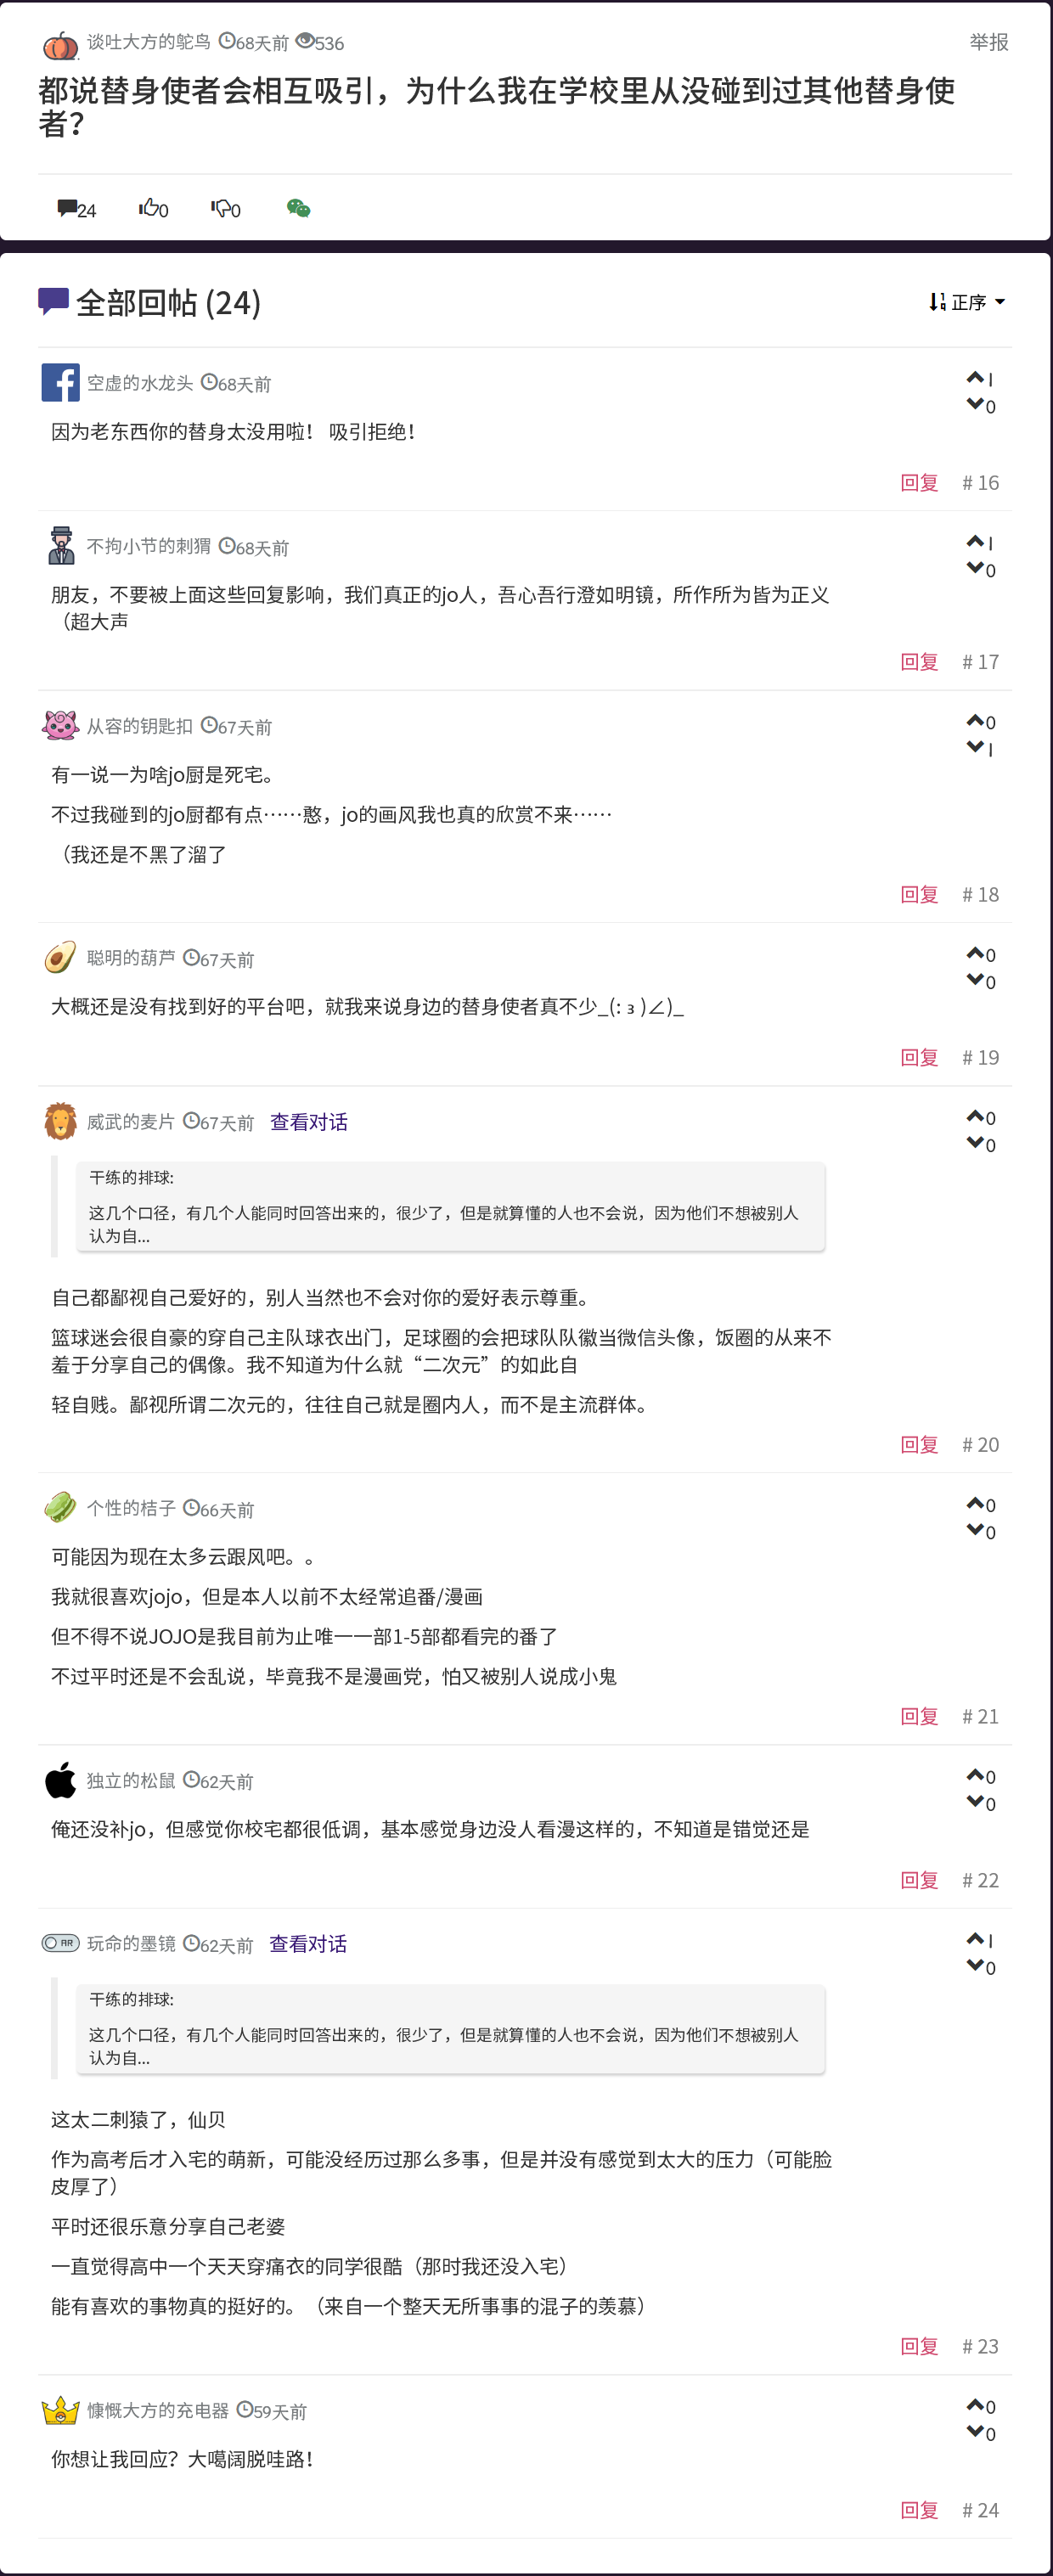 谈吐大方的鸵鸟 68天前 536 举报
都说替身使者会相互吸引，为什么我在学校里从没碰到过其他替身使
者？
24 0 0
全部回帖 (24) 正序
空虚的水龙头 68天前 1
0
因为老东西你的替身太没用啦！ 吸引拒绝！
回复 # 16
不拘小节的刺猬 68天前 1
0
朋友，不要被上面这些回复影响，我们真正的jo人，吾心吾行澄如明镜，所作所为皆为正义
（超大声
回复 # 17
从容的钥匙扣 67天前 0
1
有一说一为啥jo厨是死宅。
不过我碰到的jo厨都有点……憨，jo的画风我也真的欣赏不来……
（我还是不黑了溜了
回复 # 18
聪明的葫芦 67天前 0
0
大概还是没有找到好的平台吧，就我来说身边的替身使者真不少_(: з )∠)_
回复 # 19
威武的麦片 67天前 查看对话 0
0
干练的排球:
这几个口径，有几个人能同时回答出来的，很少了，但是就算懂的人也不会说，因为他们不想被别人
认为自...
自己都鄙视自己爱好的，别人当然也不会对你的爱好表示尊重。
篮球迷会很自豪的穿自己主队球衣出门，足球圈的会把球队队徽当微信头像，饭圈的从来不
羞于分享自己的偶像。我不知道为什么就“二次元”的如此自
轻自贱。鄙视所谓二次元的，往往自己就是圈内人，而不是主流群体。
回复 # 20
个性的桔子 66天前 0
0
可能因为现在太多云跟风吧。。
我就很喜欢jojo，但是本人以前不太经常追番/漫画
但不得不说JOJO是我目前为止唯一一部1-5部都看完的番了
不过平时还是不会乱说，毕竟我不是漫画党，怕又被别人说成小鬼
回复 # 21
独立的松鼠 62天前 0
0
俺还没补jo，但感觉你校宅都很低调，基本感觉身边没人看漫这样的，不知道是错觉还是
回复 # 22
AR 玩命的墨镜 62天前 查看对话 1
0
干练的排球:
这几个口径，有几个人能同时回答出来的，很少了，但是就算懂的人也不会说，因为他们不想被别人
认为自...
这太二刺猿了，仙贝
作为高考后才入宅的萌新，可能没经历过那么多事，但是并没有感觉到太大的压力（可能脸
皮厚了）
平时还很乐意分享自己老婆
一直觉得高中一个天天穿痛衣的同学很酷（那时我还没入宅）
能有喜欢的事物真的挺好的。（来自一个整天无所事事的混子的羡慕）
回复 # 23
慷慨大方的充电器 59天前 0
0
你想让我回应？大噶阔脱哇路！
回复 # 24